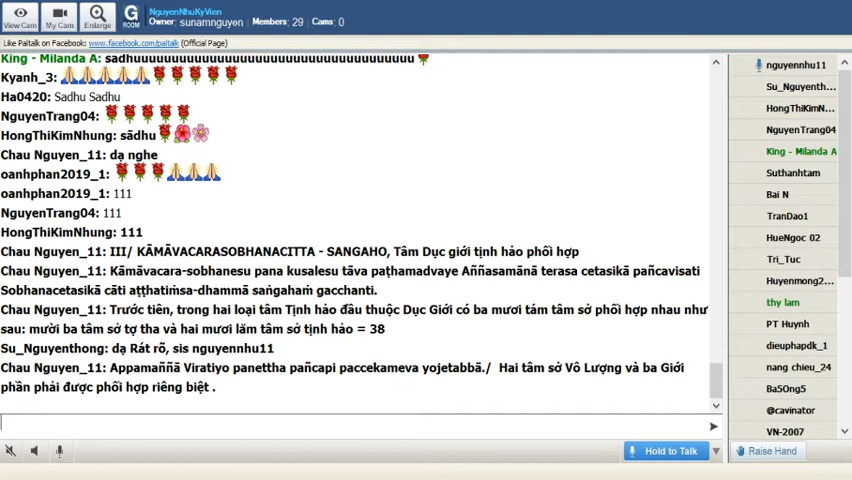 View Cam
My Cam
Enlarge
G
ROOM
NguyenNhuKyVien
Owner: sunamnguyen Members: 29 Cams: 0
Like Paltalk on Facebook: www.facebook.com/paltalk (Official Page)
King - Milanda A: sadhuuuuuuuuuuuuuuuuuuuuuuuuuuuuuuuuuuuuu
Kyanh_3:
Ha0420: Sadhu Sadhu
NguyenTrang04:
HongThiKimNhung: sādhu
Chau Nguyen_11: dạ nghe
oanhphan2019_1:
oanhphan2019_1: 111
NguyenTrang04: 111
HongThiKimNhung: 111
Chau Nguyen_11: III/ KĀMĀVACARASOBHANACITTA - SANGAHO, Tâm Dục giới tịnh hảo phối hợp
Chau Nguyen_11: Kāmāvacara-sobhanesu pana kusalesu tāva paṭhamadvaye Aññasamānā terasa cetasikā pañcavisati
Sobhanacetasikā cāti aṭṭhatiṃsa-dhammā saṅgahaṃ gacchanti.
Chau Nguyen_11: Trước tiên, trong hai loại tâm Tịnh hảo đầu thuộc Dục Giới có ba mươi tám tâm sở phối hợp nhau như
sau: mười ba tâm sở tợ tha và hai mươi lăm tâm sở tịnh hảo = 38
Su_Nguyenthong: dạ Rát rõ, sis nguyennhu11
Chau Nguyen_11: Appamaññā Viratiyo panettha pañcapi paccekameva yojetabbā./ Hai tâm sở Vô Lượng và ba Giới
phần phải được phối hợp riêng biệt .
Hold to Talk
nguyennhu11
Su_Nguyenth...
HongThiKimN...
NguyenTrang04
King - Milanda A
Suthanhtam
Bai N
TranDao1
HueNgoc 02
Tri_Tuc
Huyenmong2...
thy lam
PT Huynh
dieuphapdk_1
nang chieu_24
Ba5Ong5
@cavinator
VN-2007
Raise Hand